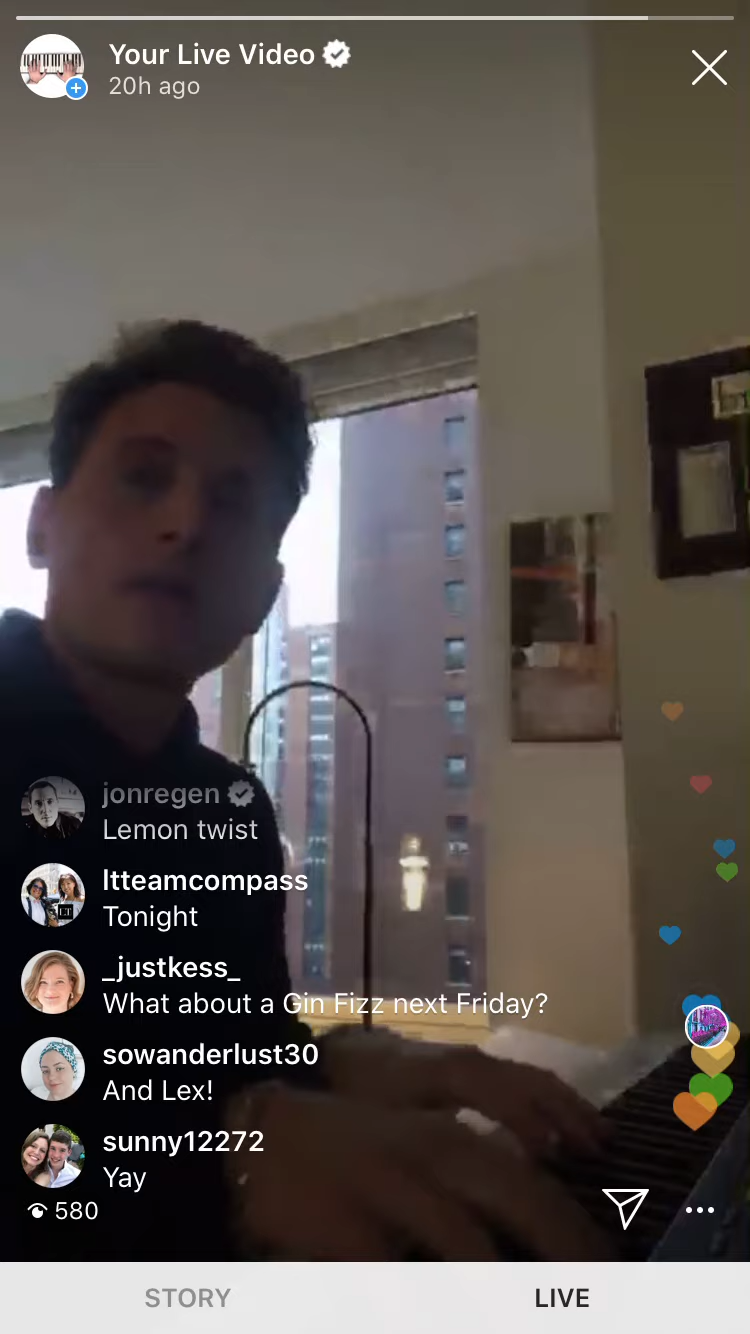 Your Live Video
20h ago
jonregen
Lemon twist
ltteamcompass
Tonight
_justkess_
What about a Gin Fizz next Friday?
sowanderlust30
And Lex!
sunny12272
Yay
580
STORY
LIVE